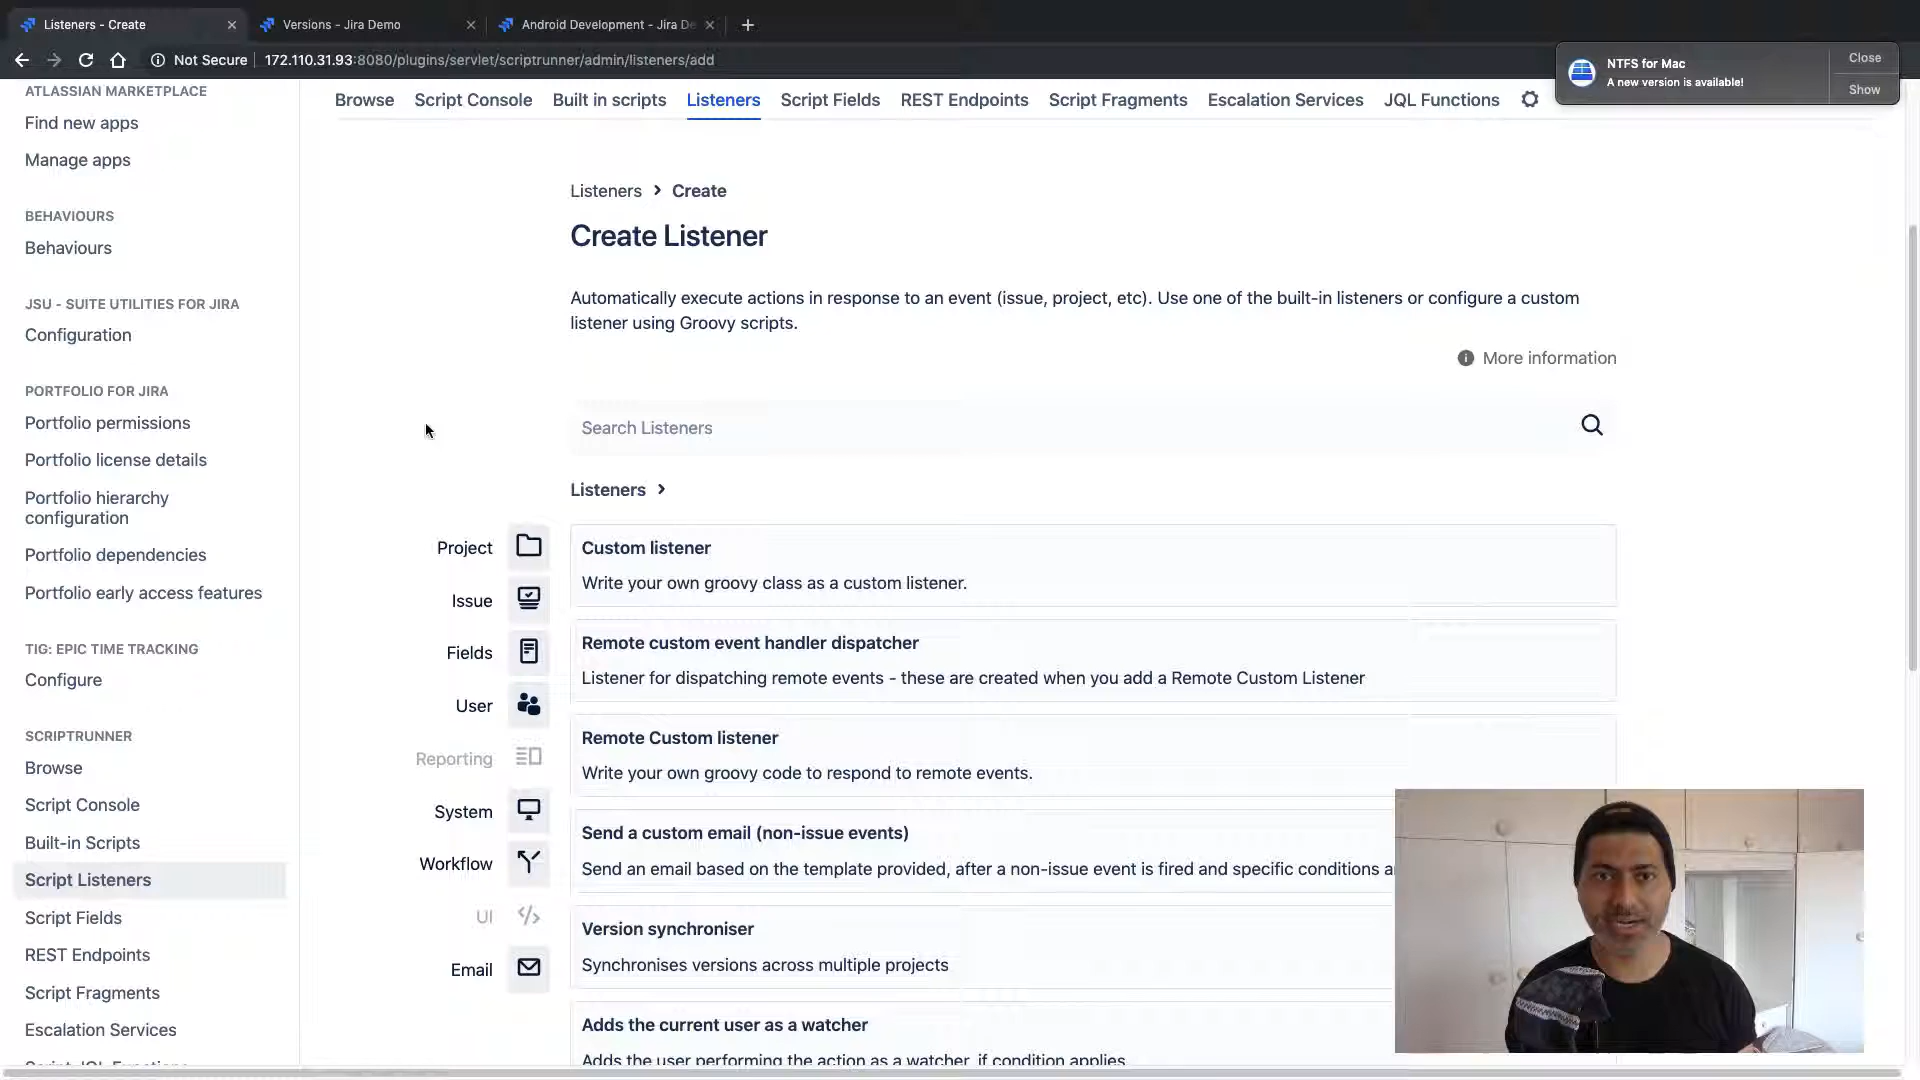 Listeners - Create
Versions - Jira Demo
Android Development - Jira De
Not Secure
172.110.31.93:8080/plugins/servlet/scriptrunner/admin/listeners/add
NTFS for Mac
A new version is available!
Close
Show
ATLASSIAN MARKETPLACE
Find new apps
Manage apps
BEHAVIOURS
Behaviours
JSU - SUITE UTILITIES FOR JIRA
Configuration
PORTFOLIO FOR JIRA
Portfolio permissions
Portfolio license details
Portfolio hierarchy
configuration
Portfolio dependencies
Portfolio early access features
TIG: EPIC TIME TRACKING
Configure
SCRIPTRUNNER
Browse
Script Console
Built-in Scripts
Script Listeners
Script Fields
REST Endpoints
Script Fragments
Escalation Services
Script JQL Functions
Browse
Script Console
Built in scripts
Listeners
Script Fields
REST Endpoints
Script Fragments
Escalation Services
JQL Functions
Listeners > Create
Create Listener
Automatically execute actions in response to an event (issue, project, etc). Use one of the built-in listeners or configure a custom
listener using Groovy scripts.
More information
Search Listeners
Listeners >
Project
Issue
Fields
User
Reporting
System
Workflow
UI
Email
Custom listener
Write your own groovy class as a custom listener.
Remote custom event handler dispatcher
Listener for dispatching remote events - these are created when you add a Remote Custom Listener
Remote Custom listener
Write your own groovy code to respond to remote events.
Send a custom email (non-issue events)
Send an email based on the template provided, after a non-issue event is fired and specific conditions
Version synchroniser
Synchronises versions across multiple projects
Adds the current user as a watcher
Adds the user performing the action as a watcher, if condition applies